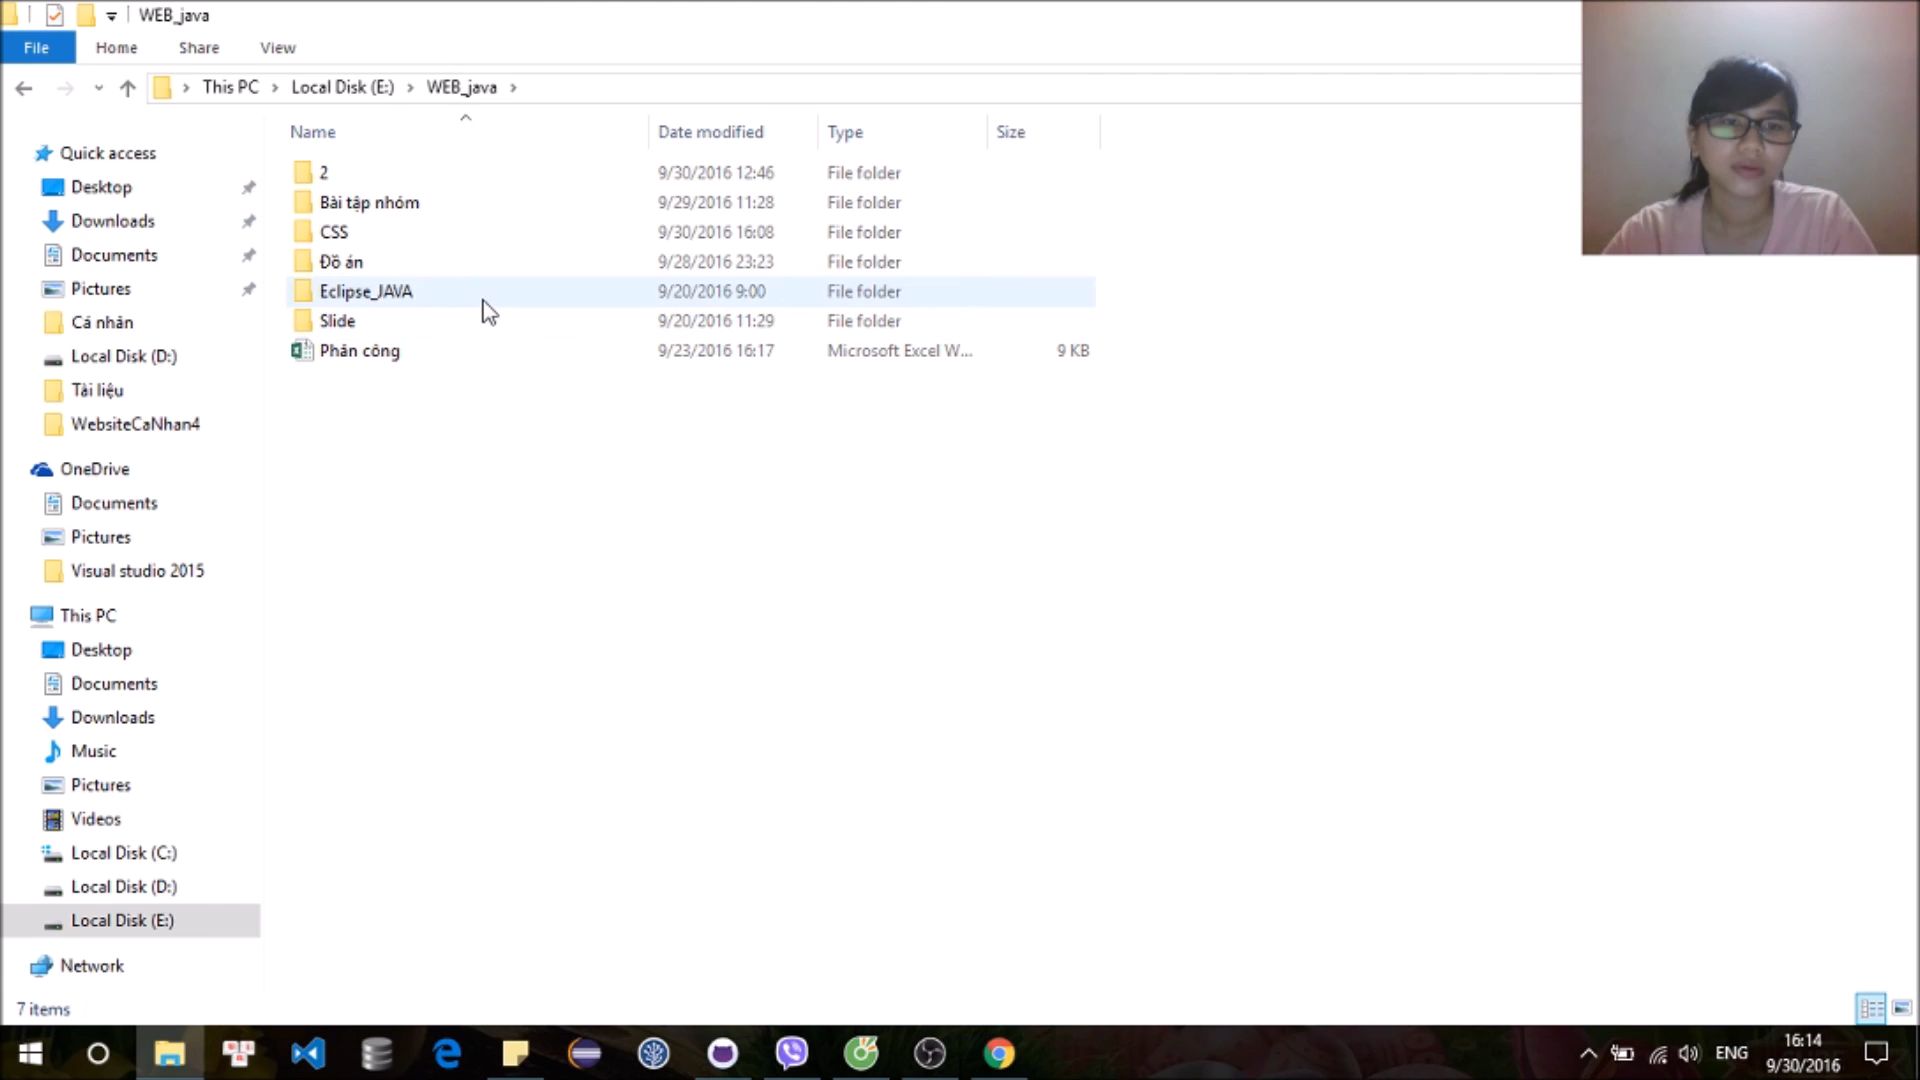 WEB_java
File Home Share View
This PC > Local Disk (E:) > WEB_java >
Name Date modified Type Size
2 9/30/2016 12:46 File folder
Bài tập nhóm 9/29/2016 11:28 File folder
CSS 9/30/2016 16:08 File folder
Đồ án 9/28/2016 23:23 File folder
Eclipse_JAVA 9/20/2016 9:00 File folder
Slide 9/20/2016 11:29 File folder
Phân công 9/23/2016 16:17 Microsoft Excel W... 9 KB
Quick access
Desktop
Downloads
Documents
Pictures
Cá nhân
Local Disk (D:)
Tài liệu
WebsiteCaNhan4
OneDrive
Documents
Pictures
Visual studio 2015
This PC
Desktop
Documents
Downloads
Music
Pictures
Videos
Local Disk (C:)
Local Disk (D:)
Local Disk (E:)
Network
7 items
ENG
16:14
9/30/2016